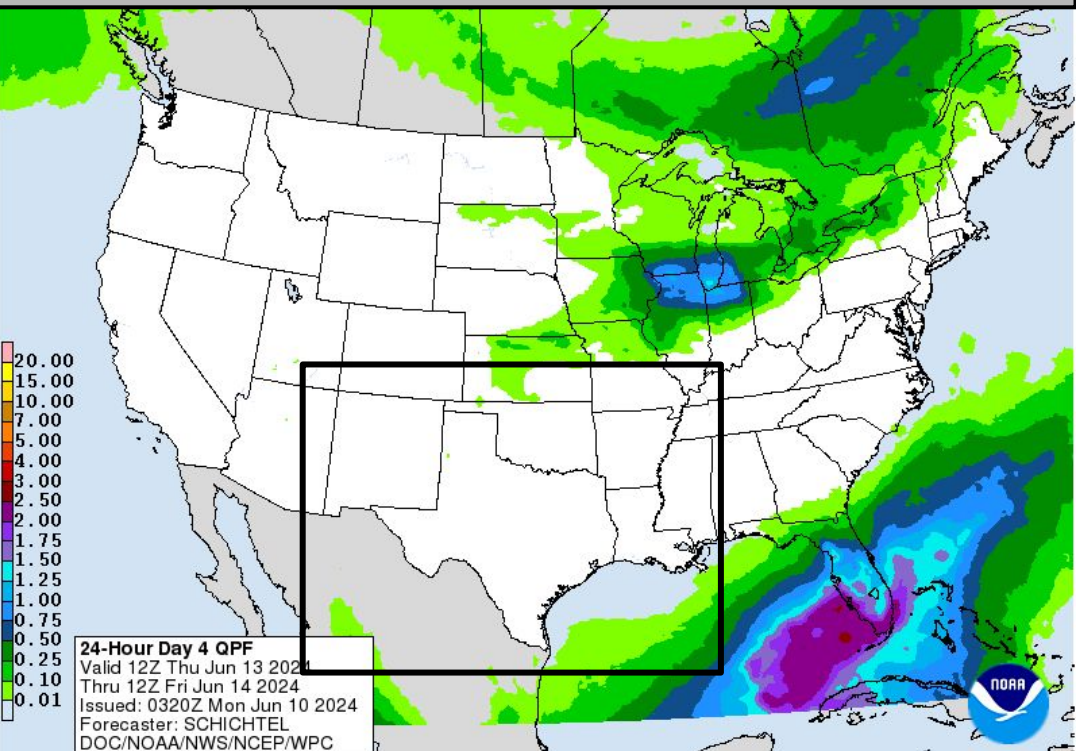 20.00
15.00
10.00
7.00
5.00
4.00
3.00
2.50
2.00
1.75
1.50
1.25
1.00
0.75
0.50
0.25
0.10
0.01
24-Hour Day 4 QPF
Valid 12Z Thu Jun 13 2024
Thru 12Z Fri Jun 14 2024
Issued: 0320Z Mon Jun 10 2024
Forecaster: SCHICHTEL
DOC/NOAA/NWS/NCEP/WPC
NOAA